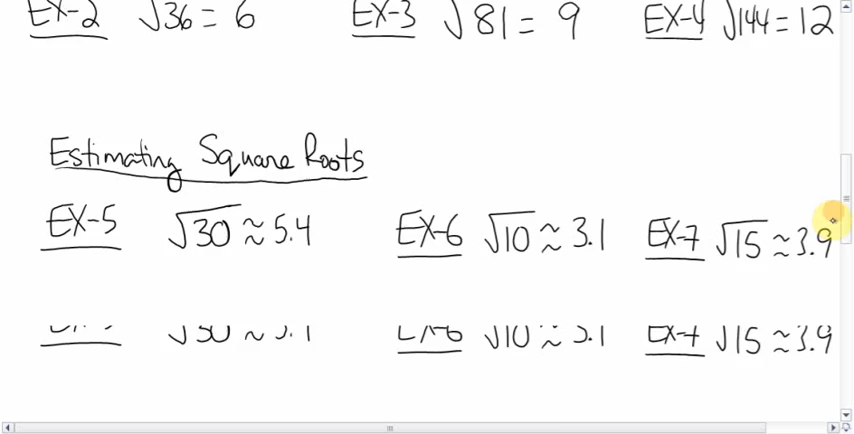 EX-2 √36 = 6 EX-3 √81 = 9 EX-4 √144 = 12
Estimating Square Roots
EX-5 √30 ≈ 5.4 EX-6 √10 ≈ 3.1 EX-7 √15 ≈ 3.9
√30 ≈ EX-6 √10 ≈ 3.1 EX-7 √15 ≈ 3.9